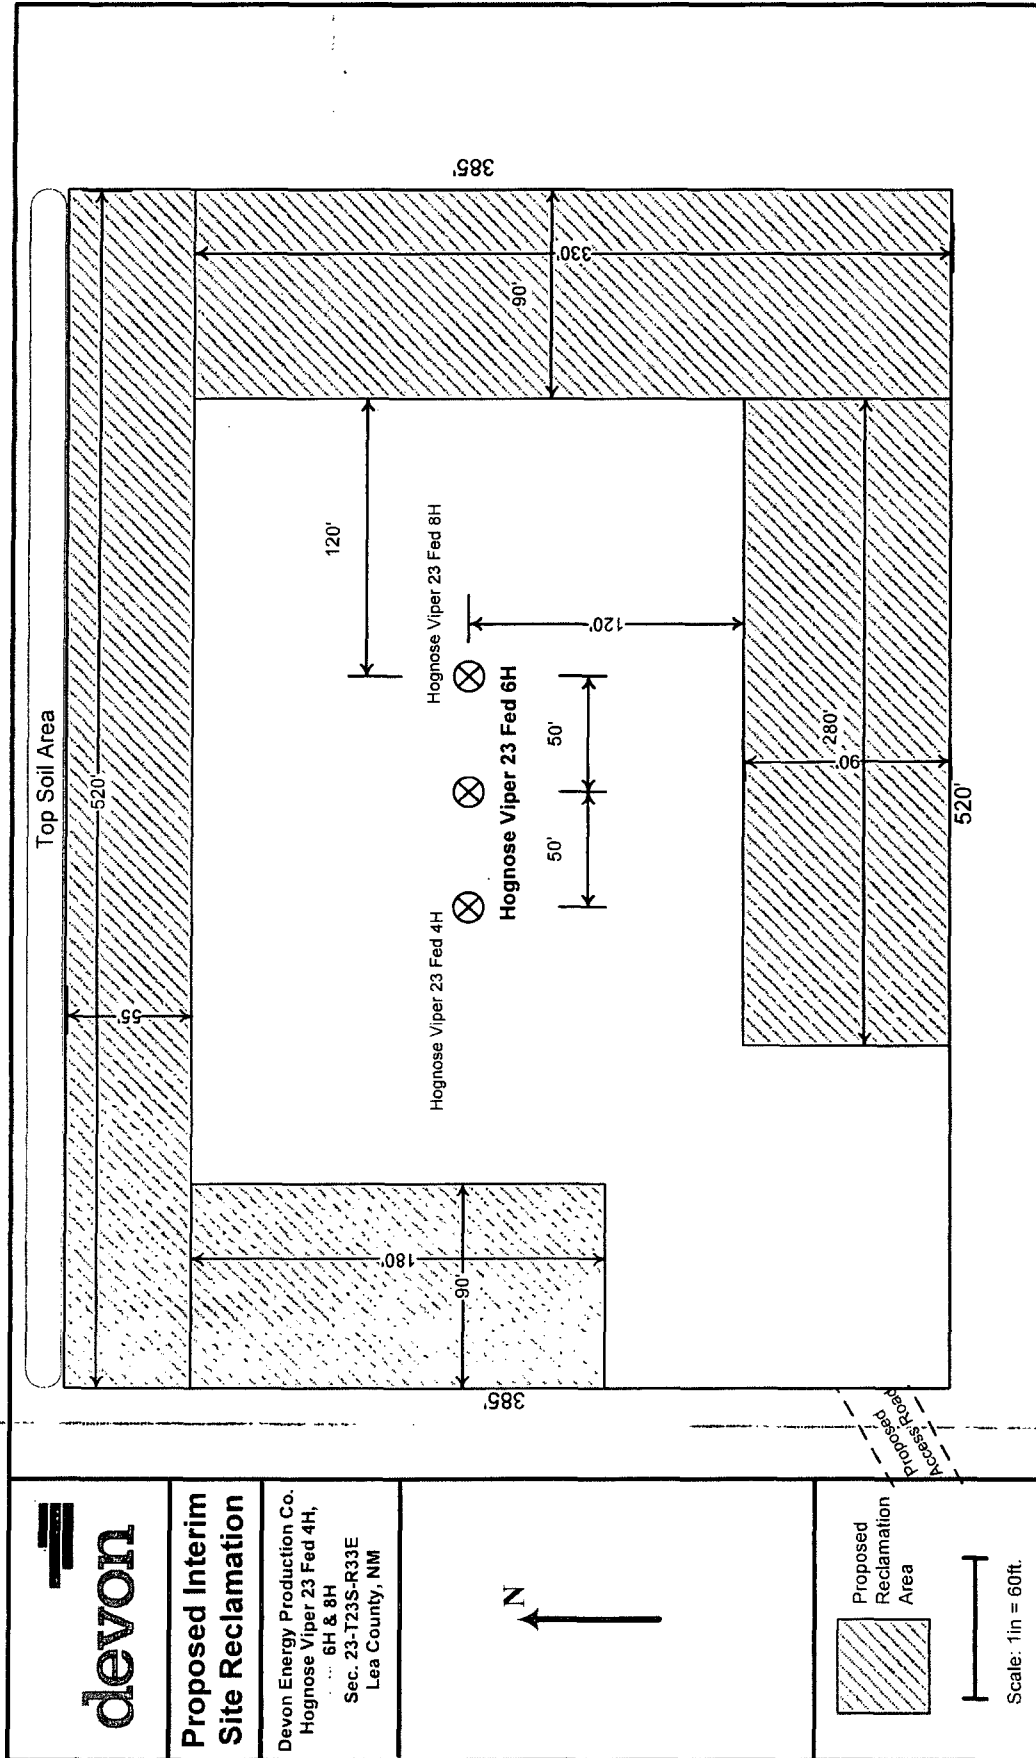 devon
Proposed Interim
Site Reclamation
Devon Energy Production Co.
Hognose Viper 23 Fed 4H,
6H & 8H
Sec. 23-T23S-R33E
Lea County, NM
N
Proposed
Reclamation
Area
Scale: 1in = 60ft.
Top Soil Area
520'
55'
385'
180'
90'
Hognose Viper 23 Fed 4H
Hognose Viper 23 Fed 6H
Hognose Viper 23 Fed 8H
50'
50'
120'
120'
330'
90'
385'
280'
90'
520'
Proposed
Access Road